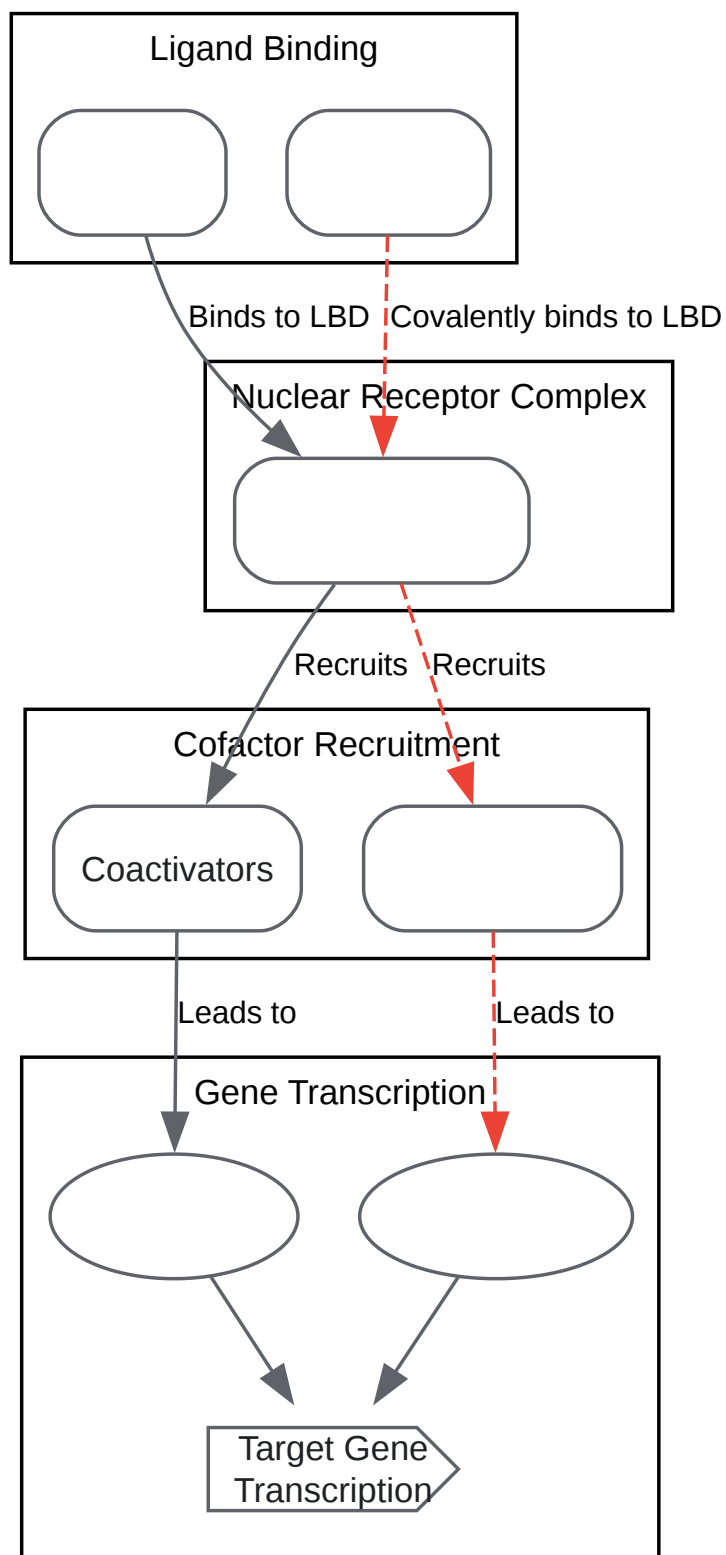 Ligand Binding
Binds to LBD
Covalently binds to LBD
Nuclear Receptor Complex
Recruits
Recruits
Cofactor Recruitment
Coactivators
Leads to
Leads to
Gene Transcription
Target Gene
Transcription